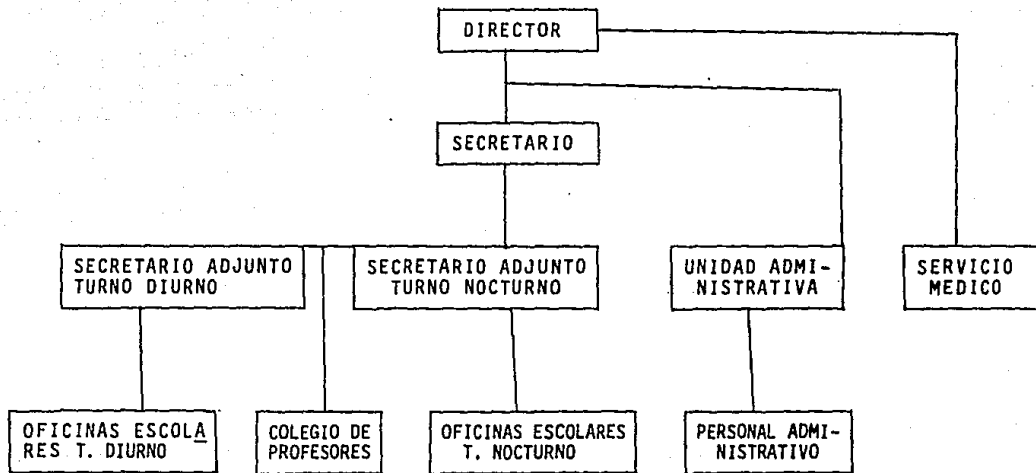 DIRECTOR
SECRETARIO
SECRETARIO ADJUNTO
TURNO DIURNO
SECRETARIO ADJUNTO
TURNO NOCTURNO
UNIDAD ADMI-
NISTRATIVA
SERVICIO
MEDICO
OFICINAS ESCOLA
RES T. DIURNO
COLEGIO DE
PROFESORES
OFICINAS ESCOLARES
T. NOCTURNO
PERSONAL ADMI-
NISTRATIVO